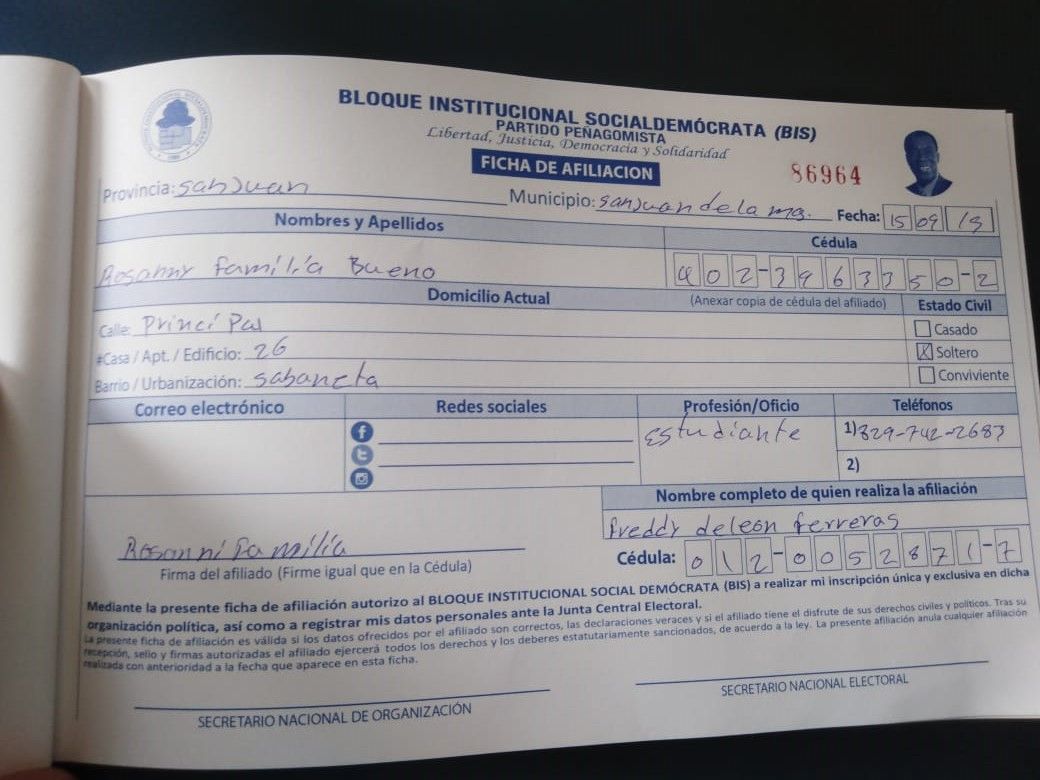 BLOQUE INSTITUCIONAL SOCIALDEMÓCRATA (BIS)
PARTIDO PEÑAGOMISTA
Libertad, Justicia, Democracia y Solidaridad
FICHA DE AFILIACION
86964
Provincia: San Juan Municipio: San Juan de la Ma. Fecha: 15 09 19
Nombres y Apellidos Cédula
Rosanny Familia Bueno 402-3963350-2
Domicilio Actual (Anexar copia de cédula del afiliado) Estado Civil
Calle: PrinciPal Casado
#Casa / Apt. / Edificio: 26 X Soltero
Barrio / Urbanización: sabaneta Conviviente
Correo electrónico Redes sociales Profesión/Oficio Teléfonos
Estudiante 1) 829-742-2683
2)
Nombre completo de quien realiza la afiliación
Freddy de leon ferreras
Rosanni Familia
Cédula: 012-0052871-7
Firma del afiliado (Firme igual que en la Cédula)
Mediante la presente ficha de afiliación autorizo al BLOQUE INSTITUCIONAL SOCIAL DEMÓCRATA (BIS) a realizar mi inscripción única y exclusiva en dicha
organización política, así como a registrar mis datos personales ante la Junta Central Electoral.
La presente ficha de afiliación es válida si los datos ofrecidos por el afiliado son correctos, las declaraciones veraces y si el afiliado tiene el disfrute de sus derechos civiles y políticos. Tras su
recepción, sello y firmas autorizadas el afiliado ejercerá todos los derechos y los deberes estatutariamente sancionados, de acuerdo a la ley. La presente afiliación anula cualquier afiliación
realizada con anterioridad a la fecha que aparece en esta ficha.
SECRETARIO NACIONAL DE ORGANIZACIÓN SECRETARIO NACIONAL ELECTORAL